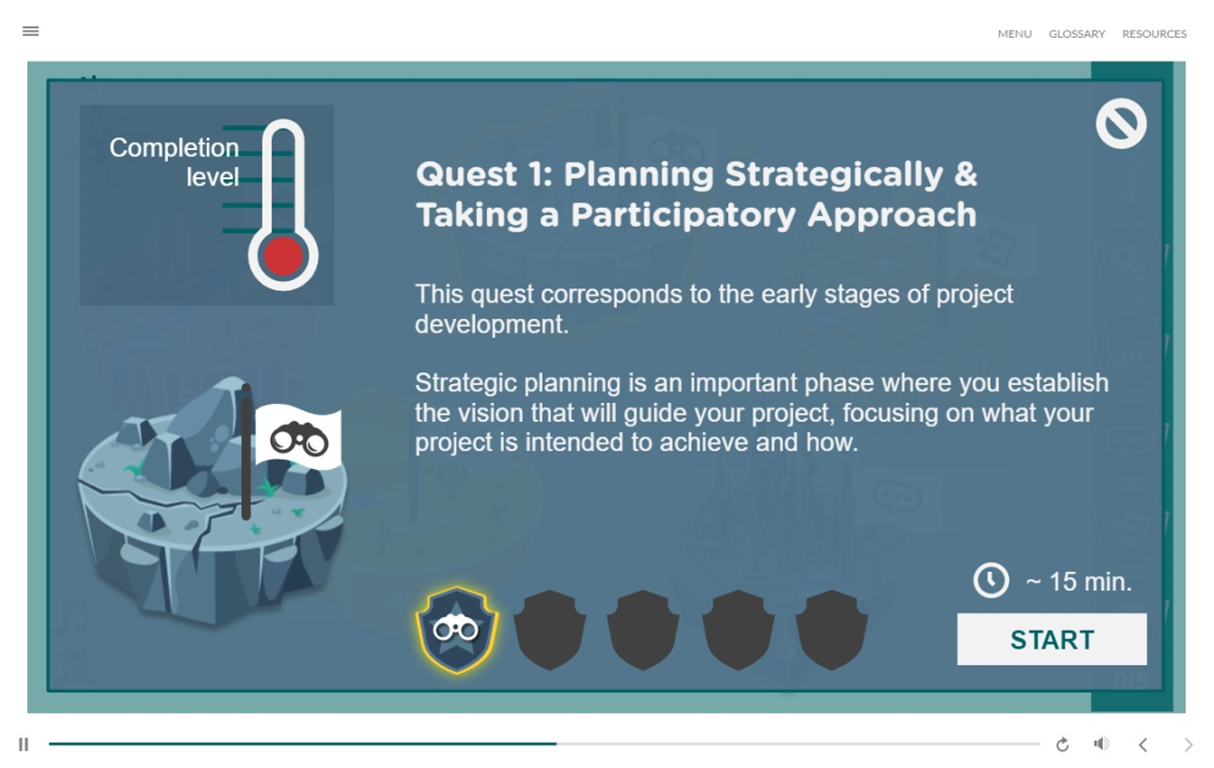 MENU GLOSSARY RESOURCES
Completion
level
Quest 1: Planning Strategically &
Taking a Participatory Approach
This quest corresponds to the early stages of project
development.
Strategic planning is an important phase where you establish
the vision that will guide your project, focusing on what your
project is intended to achieve and how.
~ 15 min.
START
0/5